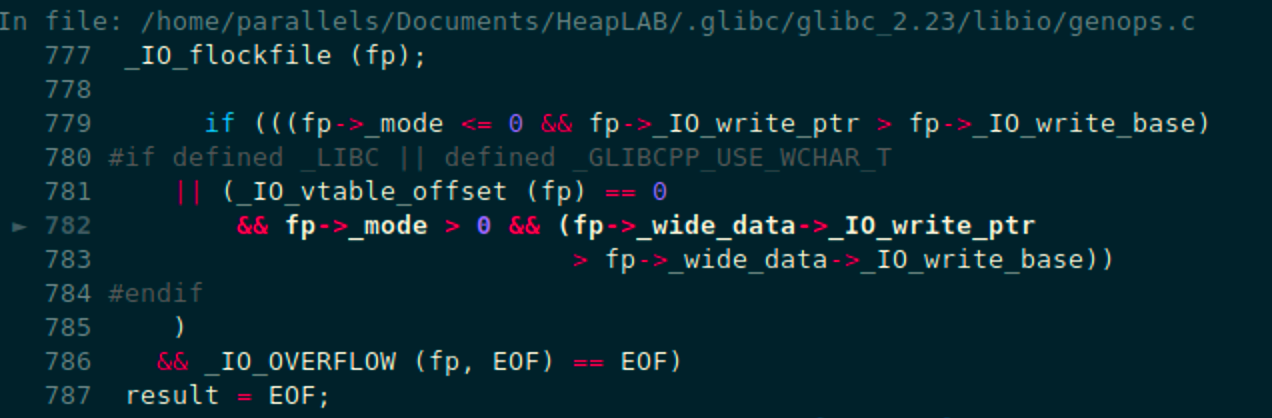 In file: /home/parallels/Documents/HeapLAB/.glibc/glibc_2.23/libio/genops.c
777 _IO_flockfile (fp);
778
779 if (((fp->_mode <= 0 && fp->_IO_write_ptr > fp->_IO_write_base)
780 #if defined _LIBC || defined _GLIBCPP_USE_WCHAR_T
781 || (_IO_vtable_offset (fp) == 0
► 782 && fp->_mode > 0 && (fp->_wide_data->_IO_write_ptr
783 > fp->_wide_data->_IO_write_base))
784 #endif
785 )
786 && _IO_OVERFLOW (fp, EOF) == EOF)
787 result = EOF;